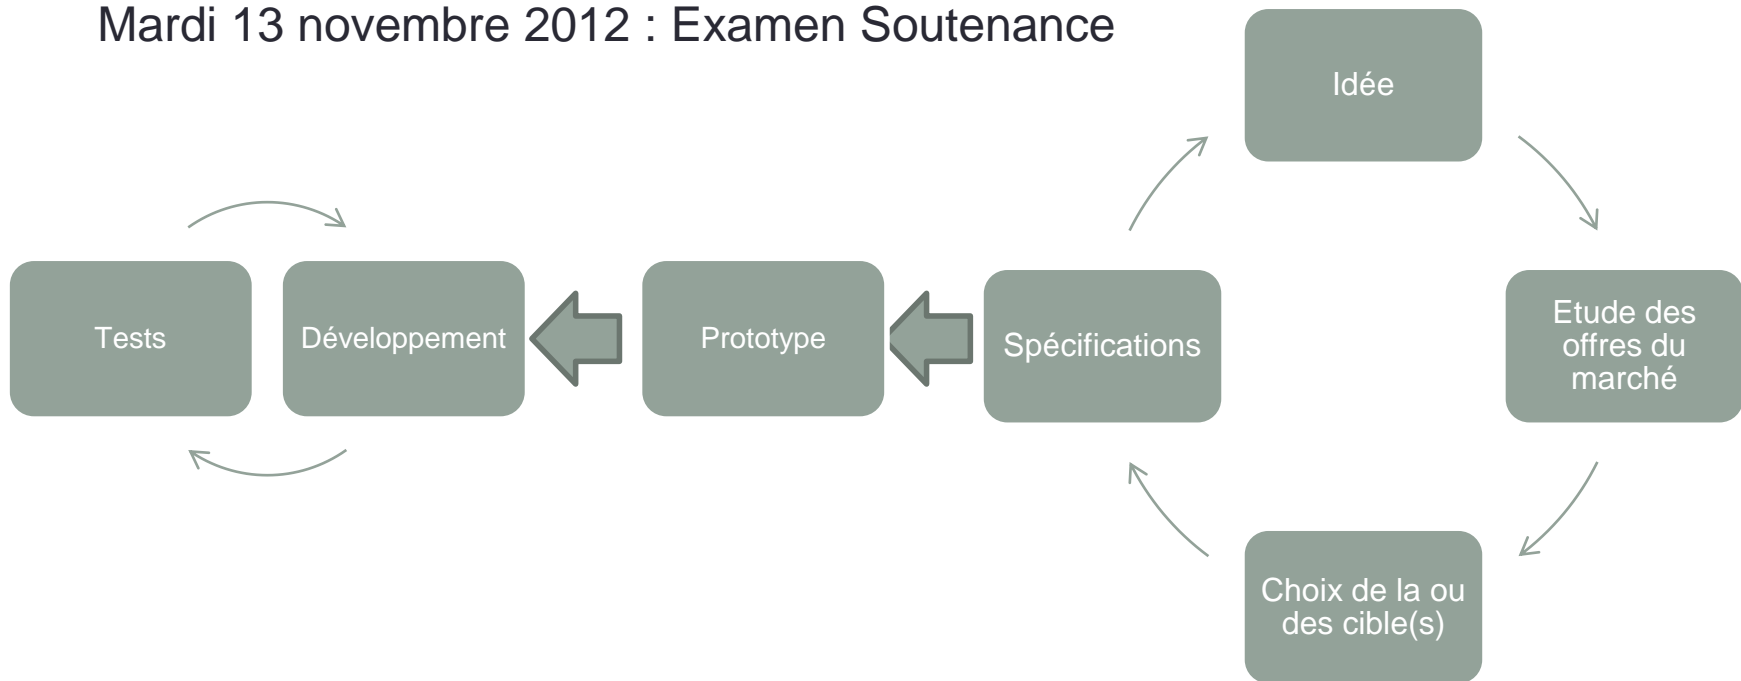 Mardi 13 novembre 2012 : Examen Soutenance
Idée
Tests
Développement
Prototype
Spécifications
Etude des
offres du
marché
Choix de la ou
des cible(s)